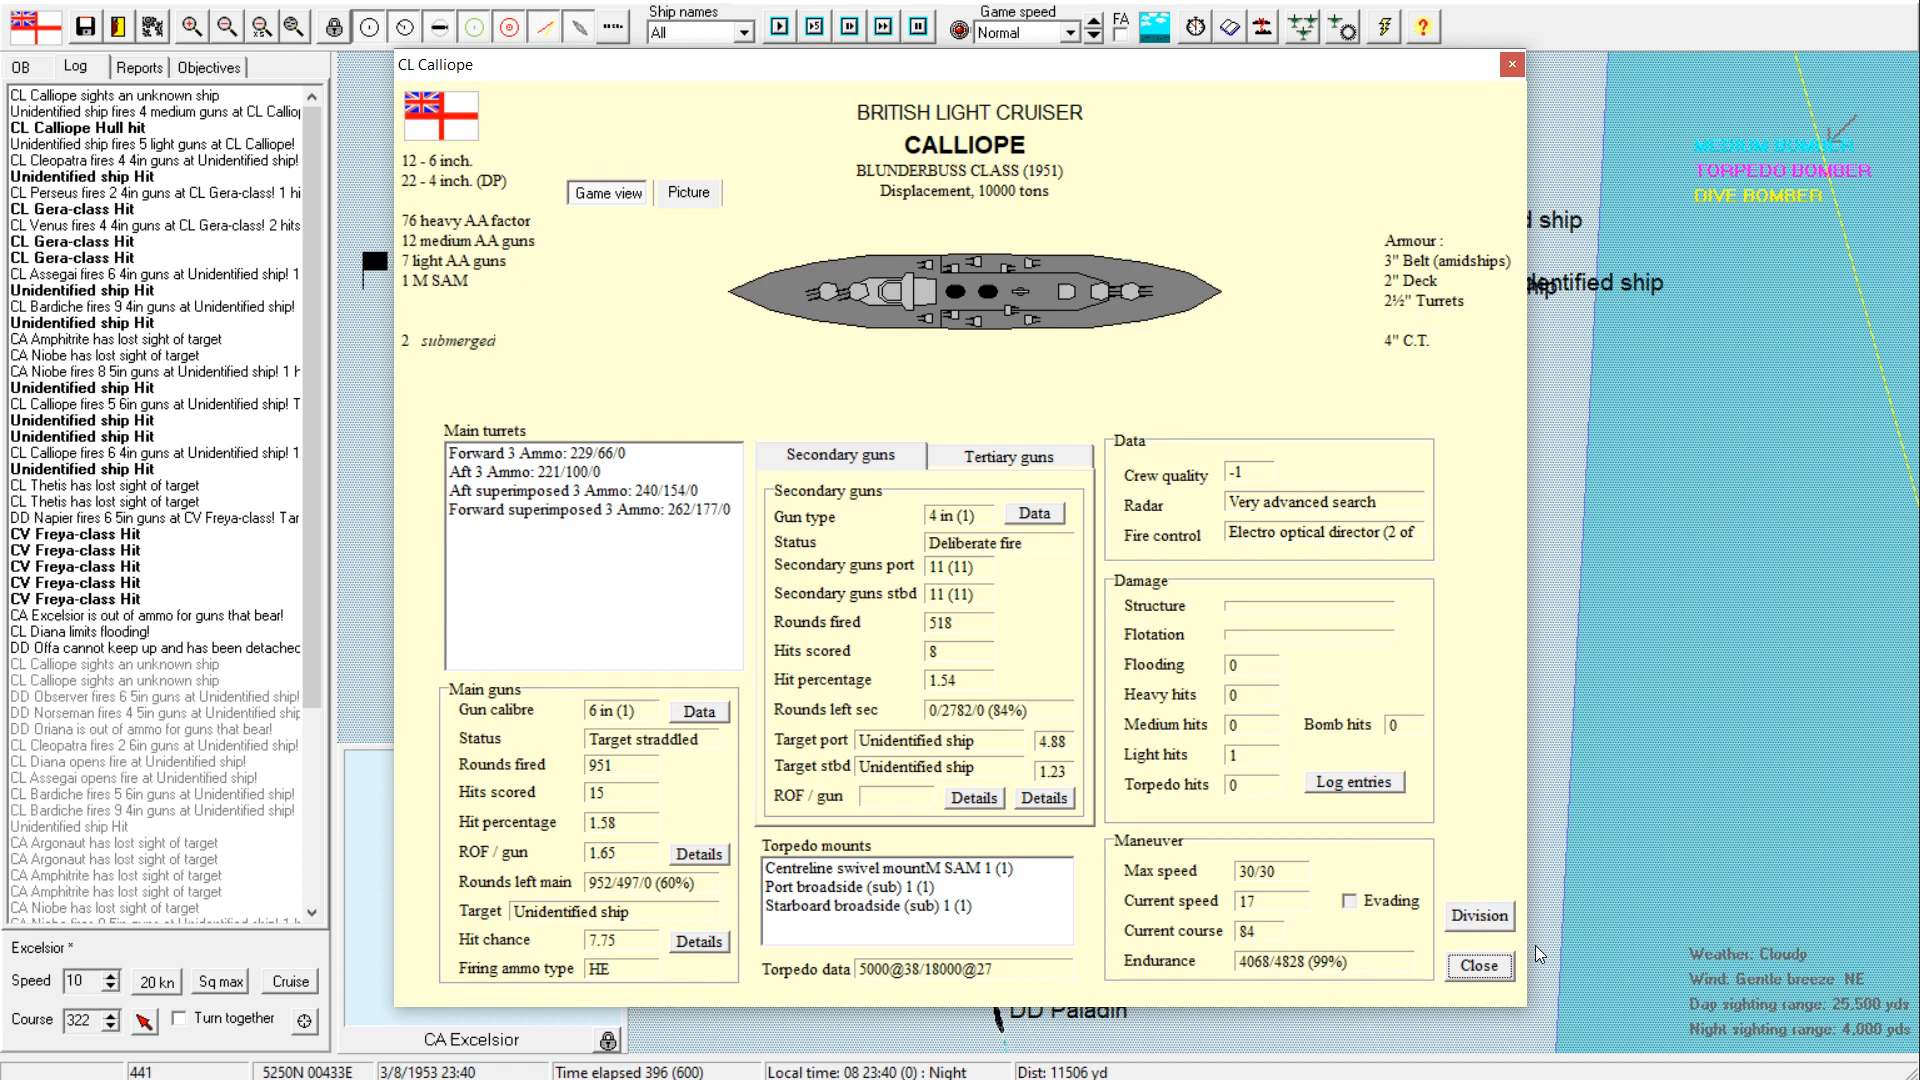 Ship names
All
Game speed
Normal
FA
OB
Log
Reports
Objectives
CL Calliope sights an unknown ship
Unidentified ship fires 4 medium guns at CL Calliop
CL Calliope Hull hit
Unidentified ship fires 5 light guns at CL Calliope!
CL Cleopatra fires 4 4in guns at Unidentified ship!
Unidentified ship Hit
CL Perseus fires 2 4in guns at CL Gera-class! 1 hi
CL Gera-class Hit
CL Venus fires 4 4in guns at CL Gera-class! 2 hits
CL Gera-class Hit
CL Gera-class Hit
CL Assegai fires 6 4in guns at Unidentified ship! 1
Unidentified ship Hit
CL Bardiche fires 9 4in guns at Unidentified ship!
Unidentified ship Hit
CA Amphitrite has lost sight of target
CA Niobe has lost sight of target
CA Niobe fires 8 5in guns at Unidentified ship! 1 h
Unidentified ship Hit
CL Calliope fires 5 6in guns at Unidentified ship! T
Unidentified ship Hit
Unidentified ship Hit
CL Calliope fires 6 4in guns at Unidentified ship! 1
Unidentified ship Hit
CL Thetis has lost sight of target
CL Thetis has lost sight of target
DD Napier fires 6 5in guns at CV Freya-class! Tar
CV Freya-class Hit
CV Freya-class Hit
CV Freya-class Hit
CV Freya-class Hit
CV Freya-class Hit
CA Excelsior is out of ammo for guns that bear!
CL Diana limits flooding!
DD Offa cannot keep up and has been detached
CL Calliope sights an unknown ship
CL Calliope sights an unknown ship
DD Observer fires 6 5in guns at Unidentified ship!
DD Norseman fires 4 5in guns at Unidentified ship
DD Oriana is out of ammo for guns that bear!
CL Cleopatra fires 2 6in guns at Unidentified ship!
CL Diana opens fire at Unidentified ship!
CL Assegai opens fire at Unidentified ship!
CL Bardiche fires 5 6in guns at Unidentified ship!
CL Bardiche fires 9 4in guns at Unidentified ship!
Unidentified ship Hit
CA Argonaut has lost sight of target
CA Argonaut has lost sight of target
CA Amphitrite has lost sight of target
CA Amphitrite has lost sight of target
CA Niobe has lost sight of target
Excelsior *
Speed 10 20 kn Sq max Cruise
Course 322 Turn together
CL Calliope
12 - 6 inch.
22 - 4 inch. (DP)
76 heavy AA factor
12 medium AA guns
7 light AA guns
1 M SAM
2 submerged
Game view
Picture
BRITISH LIGHT CRUISER
CALLIOPE
BLUNDERBUSS CLASS (1951)
Displacement, 10000 tons
Armour :
3" Belt (amidships)
2" Deck
2½" Turrets
4" C.T.
Main turrets
Forward 3 Ammo: 229/66/0
Aft 3 Ammo: 221/100/0
Aft superimposed 3 Ammo: 240/154/0
Forward superimposed 3 Ammo: 262/177/0
Main guns
Gun calibre 6 in (1) Data
Status Target straddled
Rounds fired 951
Hits scored 15
Hit percentage 1.58
ROF / gun 1.65 Details
Rounds left main 952/497/0 (60%)
Target Unidentified ship
Hit chance 7.75 Details
Firing ammo type HE
Secondary guns
Tertiary guns
Secondary guns
Gun type 4 in (1) Data
Status Deliberate fire
Secondary guns port 11 (11)
Secondary guns stbd 11 (11)
Rounds fired 518
Hits scored 8
Hit percentage 1.54
Rounds left sec 0/2782/0 (84%)
Target port Unidentified ship 4.88
Target stbd Unidentified ship 1.23
ROF / gun Details Details
Torpedo mounts
Centreline swivel mountM SAM 1 (1)
Port broadside (sub) 1 (1)
Starboard broadside (sub) 1 (1)
Torpedo data 5000@38/18000@27
Data
Crew quality -1
Radar Very advanced search
Fire control Electro optical director (2 of
Damage
Structure
Flotation
Flooding 0
Heavy hits 0
Medium hits 0 Bomb hits 0
Light hits 1
Torpedo hits 0 Log entries
Maneuver
Max speed 30/30
Current speed 17 Evading
Current course 84
Endurance 4068/4828 (99%)
Division
Close
MEDIUM BOMBER
TORPEDO BOMBER
DIVE BOMBER
ship
entified ship
Weather: Cloudy
Wind: Gentle breeze NE
Day sighting range: 25,500 yds
Night sighting range: 4,000 yds
DD Paladin
CA Excelsior
441 5250N 00433E 3/8/1953 23:40 Time elapsed 396 (600) Local time: 08 23:40 (0) : Night Dist: 11506 yd